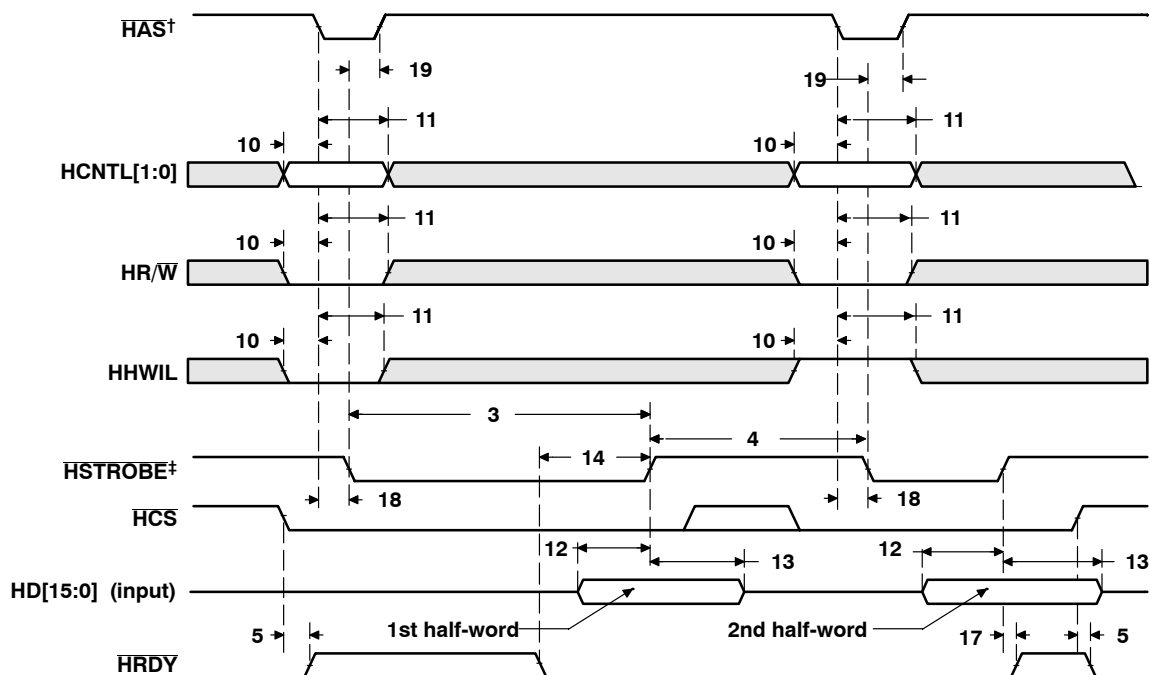 HAS†
19
19
11
11
10
10
HCNTL[1:0]
11
11
10
10
HR/W
11
11
10
10
HHWIL
3
4
14
HSTROBE‡
18
18
HCS
12
13
12
13
HD[15:0] (input)
1st half-word
2nd half-word
5
17
5
HRDY